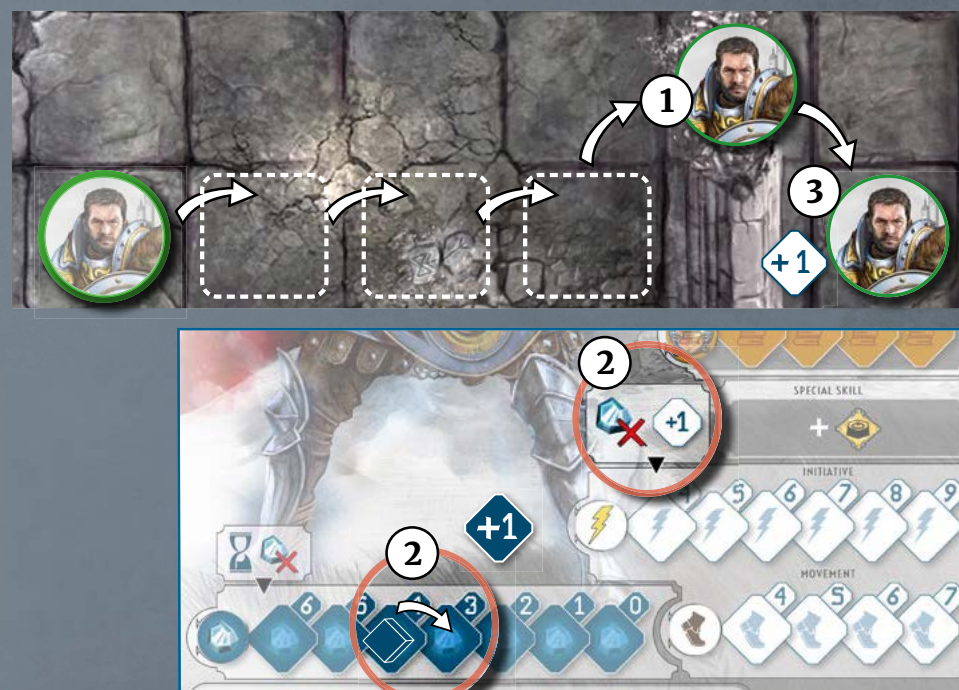 1
3
+1
2
+1
SPECIAL SKILL
+
INITIATIVE
4 5 6 7 8 9
+1
2
MOVEMENT
6 5 4 3 2 1 0
4 5 6 7